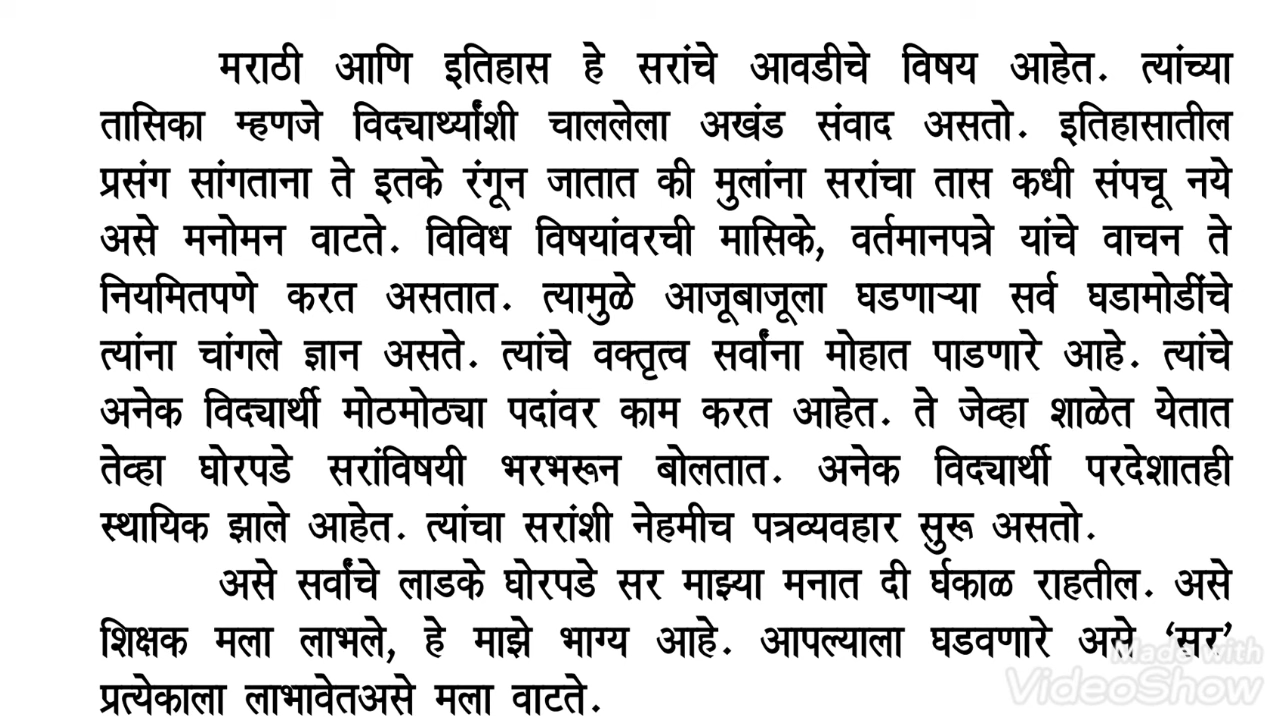 मराठी आणि इतिहास हे सरांचे आवडीचे विषय आहेत. त्यांच्या
तासिका म्हणजे विद्यार्थ्यांशी चाललेला अखंड संवाद असतो. इतिहासातील
प्रसंग सांगताना ते इतके रंगून जातात की मुलांना सरांचा तास कधी संपचू नये
असे मनोमन वाटते. विविध विषयांवरची मासिके, वर्तमानपत्रे यांचे वाचन ते
नियमितपणे करत असतात. त्यामुळे आजूबाजूला घडणाऱ्या सर्व घडामोडींचे
त्यांना चांगले ज्ञान असते. त्यांचे वक्तृत्व सर्वांना मोहात पाडणारे आहे. त्यांचे
अनेक विद्यार्थी मोठमोठ्या पदांवर काम करत आहेत. ते जेव्हा शाळेत येतात
तेव्हा घोरपडे सरांविषयी भरभरून बोलतात. अनेक विद्यार्थी परदेशातही
स्थायिक झाले आहेत. त्यांचा सरांशी नेहमीच पत्रव्यवहार सुरू असतो.
असे सर्वांचे लाडके घोरपडे सर माझ्या मनात दी र्घकाळ राहतील. असे
शिक्षक मला लाभले, हे माझे भाग्य आहे. आपल्याला घडवणारे असे ‘सर’
प्रत्येकाला लाभावेतअसे मला वाटते.
Made with
VideoShow